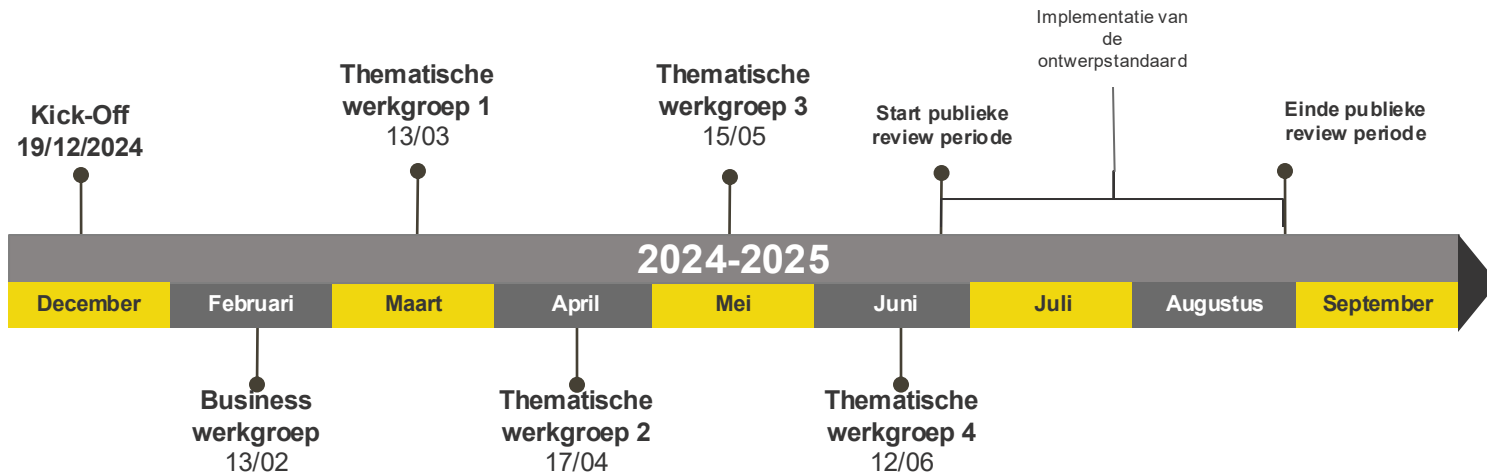 Implementatie van
de
ontwerpstandaard
Thematische
werkgroep 1
13/03
Thematische
werkgroep 3
15/05
Kick-Off
19/12/2024
Start publieke
review periode
Einde publieke
review periode
2024-2025
December
Februari
Maart
April
Mei
Juni
Juli
Augustus
September
Business
werkgroep
13/02
Thematische
werkgroep 2
17/04
Thematische
werkgroep 4
12/06